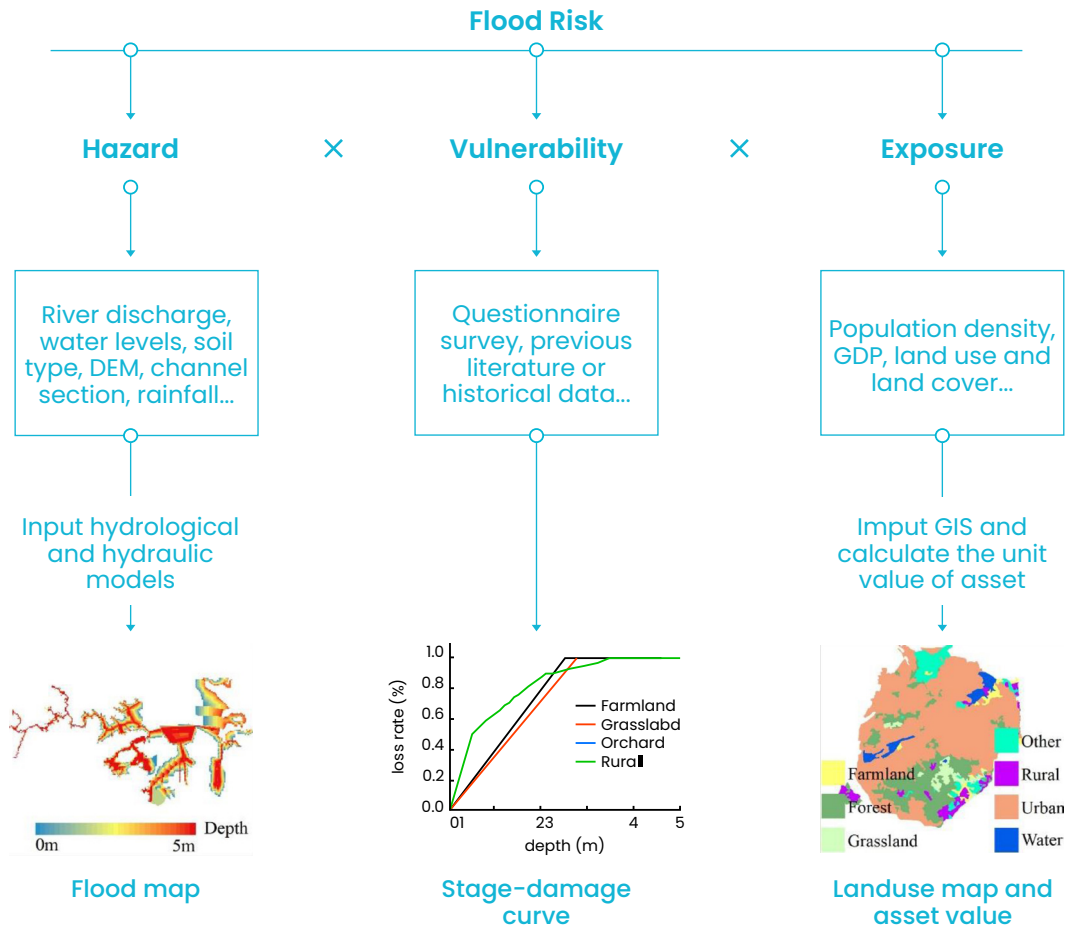 Flood Risk
Hazard
×
Vulnerability
×
Exposure
River discharge,
water levels, soil
type, DEM, channel
section, rainfall...
Questionnaire
survey, previous
literature or
historical data...
Population density,
GDP, land use and
land cover...
Input hydrological
and hydraulic
models
Imput GIS and
calculate the unit
value of asset
Depth
0m
5m
Flood map
loss rate (%)
1.0
0.8
0.6
0.4
0.2
0.0
Farmland
Grasslabd
Orchard
Rural
01
23
4
5
depth (m)
Stage-damage
curve
Other
Farmland
Rural
Forest
Urban
Grassland
Water
Landuse map and
asset value